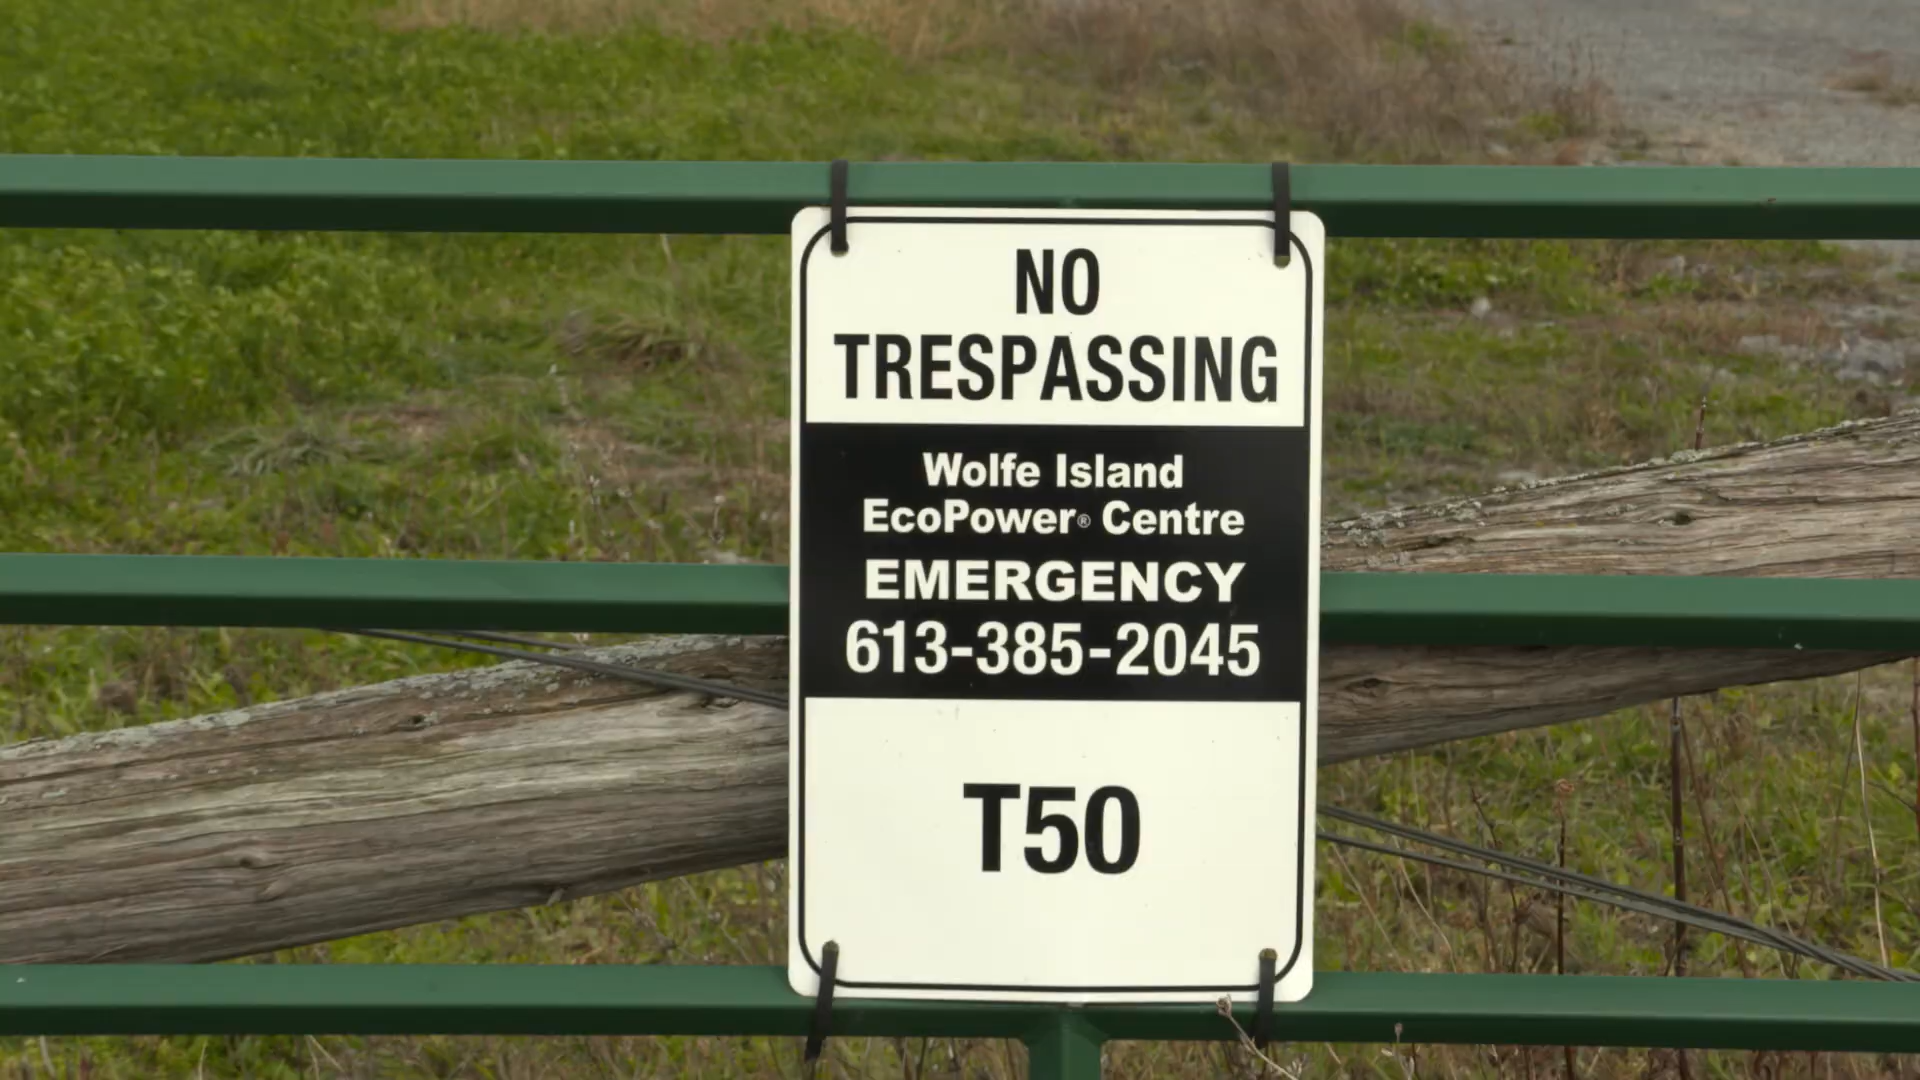 NO
TRESPASSING
Wolfe Island
EcoPower® Centre
EMERGENCY
613-385-2045
T50